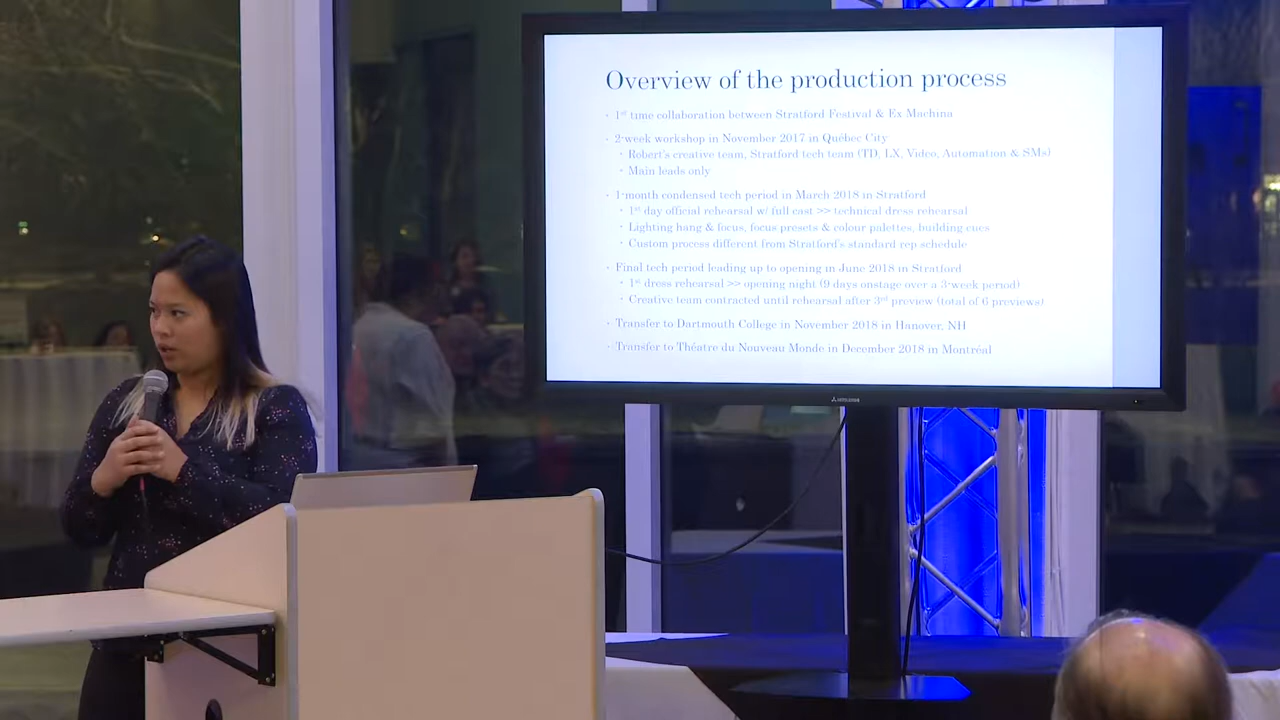 Overview of the production process
• 1st time collaboration between Stratford Festival & Ex Machina
• 2-week workshop in November 2017 in Québec City
• Robert's creative team, Stratford tech team (TD, LX, Video, Automation & SMs)
• Main leads only
• 1-month condensed tech period in March 2018 in Stratford
• 1st day official rehearsal w/ full cast >> technical dress rehearsal
• Lighting hang & focus, focus presets & colour palettes, building cues
• Custom process different from Stratford's standard rep schedule
• Final tech period leading up to opening in June 2018 in Stratford
• 1st dress rehearsal >> opening night (9 days onstage over a 3-week period)
• Creative team contracted until rehearsal after 3rd preview (total of 6 previews)
• Transfer to Dartmouth College in November 2018 in Hanover, NH
• Transfer to Théatre du Nouveau Monde in December 2018 in Montréal
MITSUBISHI